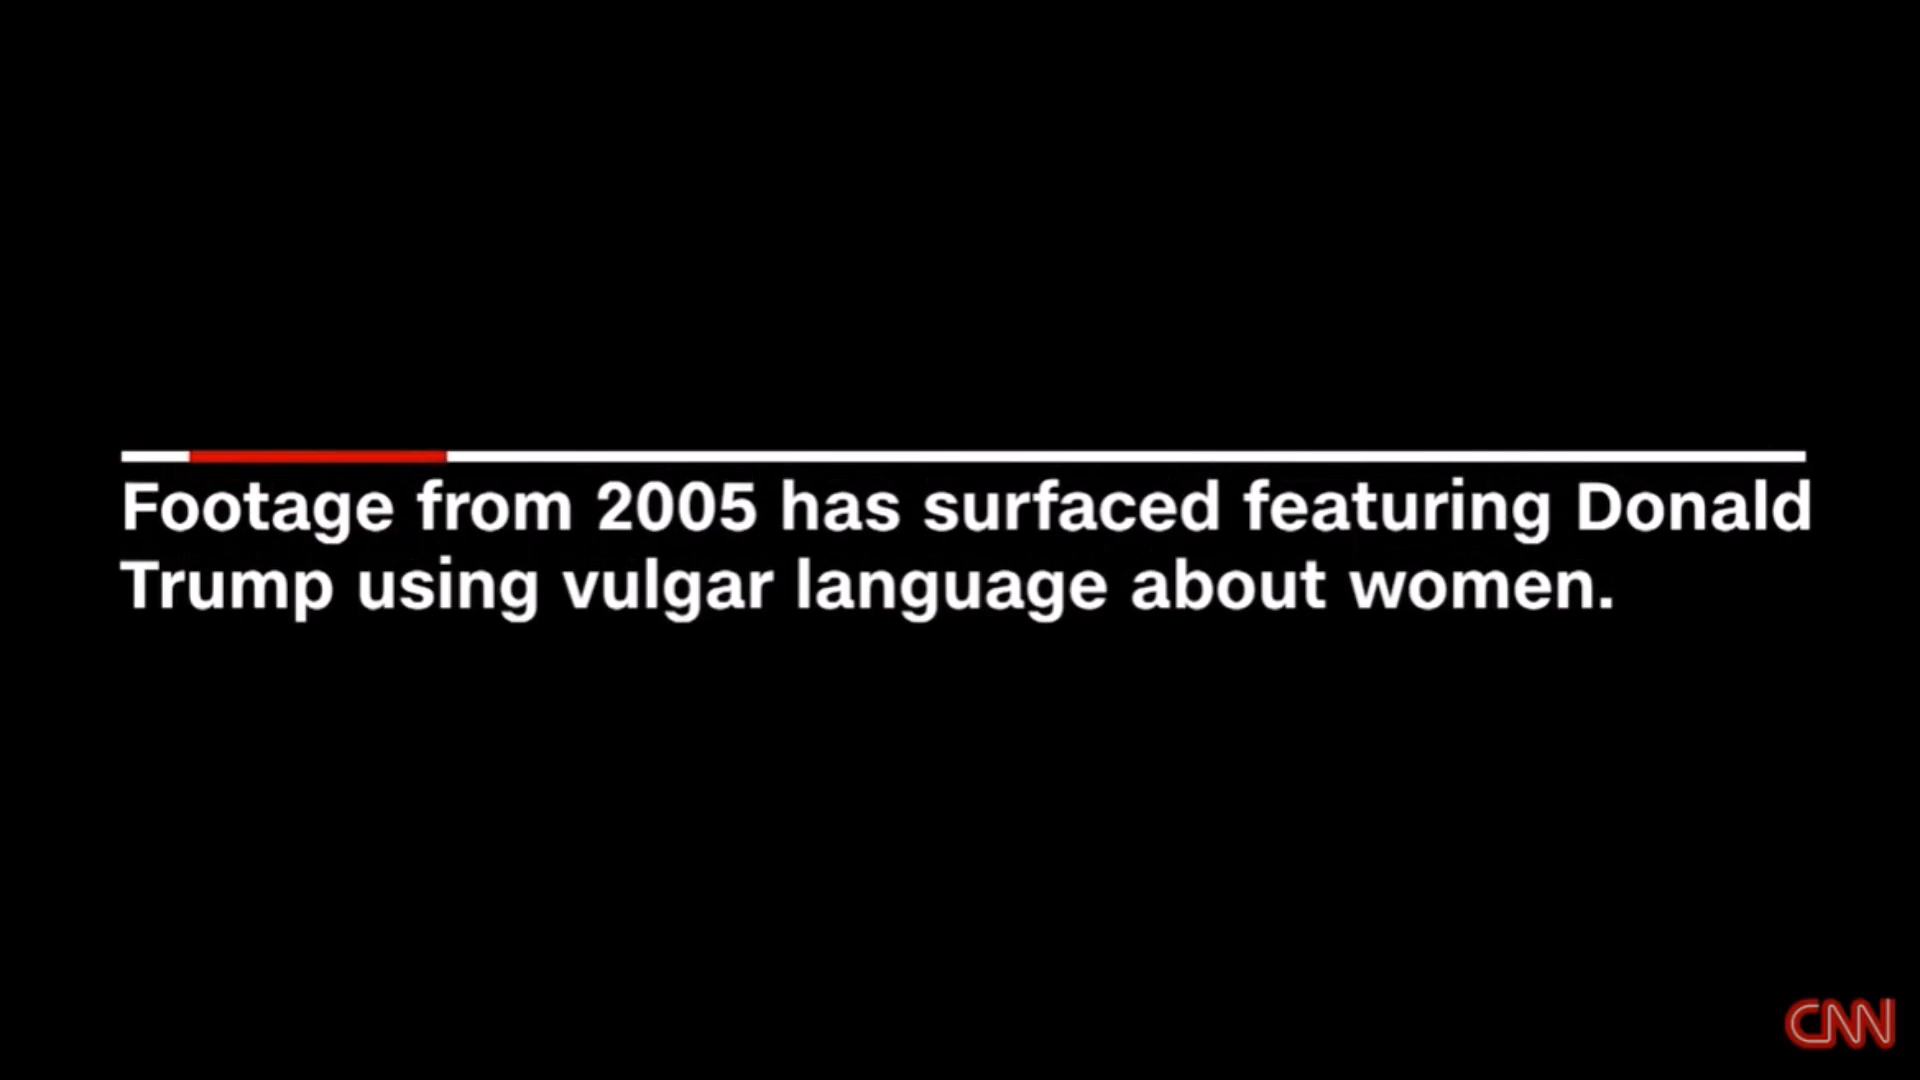 Footage from 2005 has surfaced featuring Donald
Trump using vulgar language about women.
CNN